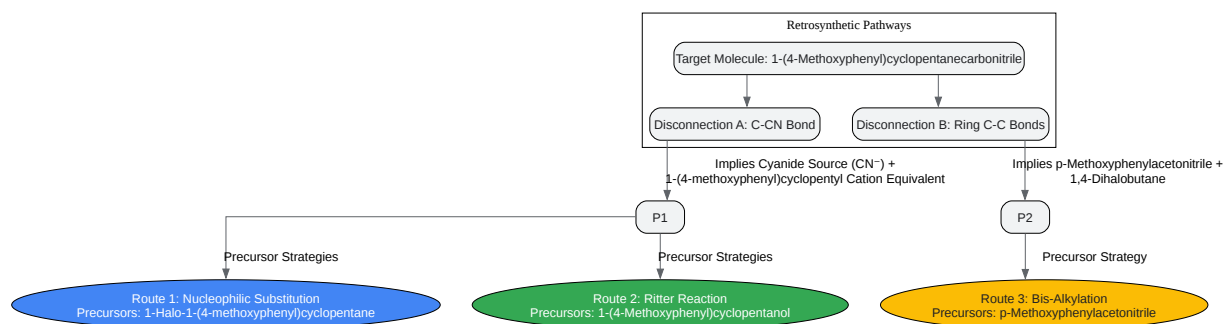 Retrosynthetic Pathways
Target Molecule: 1-(4-Methoxyphenyl)cyclopentanecarbonitrile
Disconnection A: C-CN Bond
Disconnection B: Ring C-C Bonds
Implies Cyanide Source (CN⁻) +
1-(4-methoxyphenyl)cyclopentyl Cation Equivalent
Implies p-Methoxyphenylacetonitrile +
1,4-Dihalobutane
P1
P2
Precursor Strategies
Precursor Strategies
Precursor Strategy
Route 1: Nucleophilic Substitution
Precursors: 1-Halo-1-(4-methoxyphenyl)cyclopentane
Route 2: Ritter Reaction
Precursors: 1-(4-Methoxyphenyl)cyclopentanol
Route 3: Bis-Alkylation
Precursors: p-Methoxyphenylacetonitrile